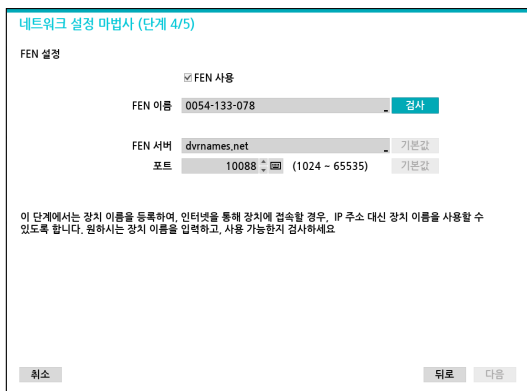 네트워크 설정 마법사 (단계 4/5)
FEN 설정
FEN 사용
FEN 이름 0054-133-078 검사
FEN 서버 dvrnames.net 기본값
포트 10088 (1024 ~ 65535) 기본값
이 단계에서는 장치 이름을 등록하여, 인터넷을 통해 장치에 접속할 경우, IP 주소 대신 장치 이름을 사용할 수
있도록 합니다. 원하시는 장치 이름을 입력하고, 사용 가능한지 검사하세요
취소 뒤로 다음